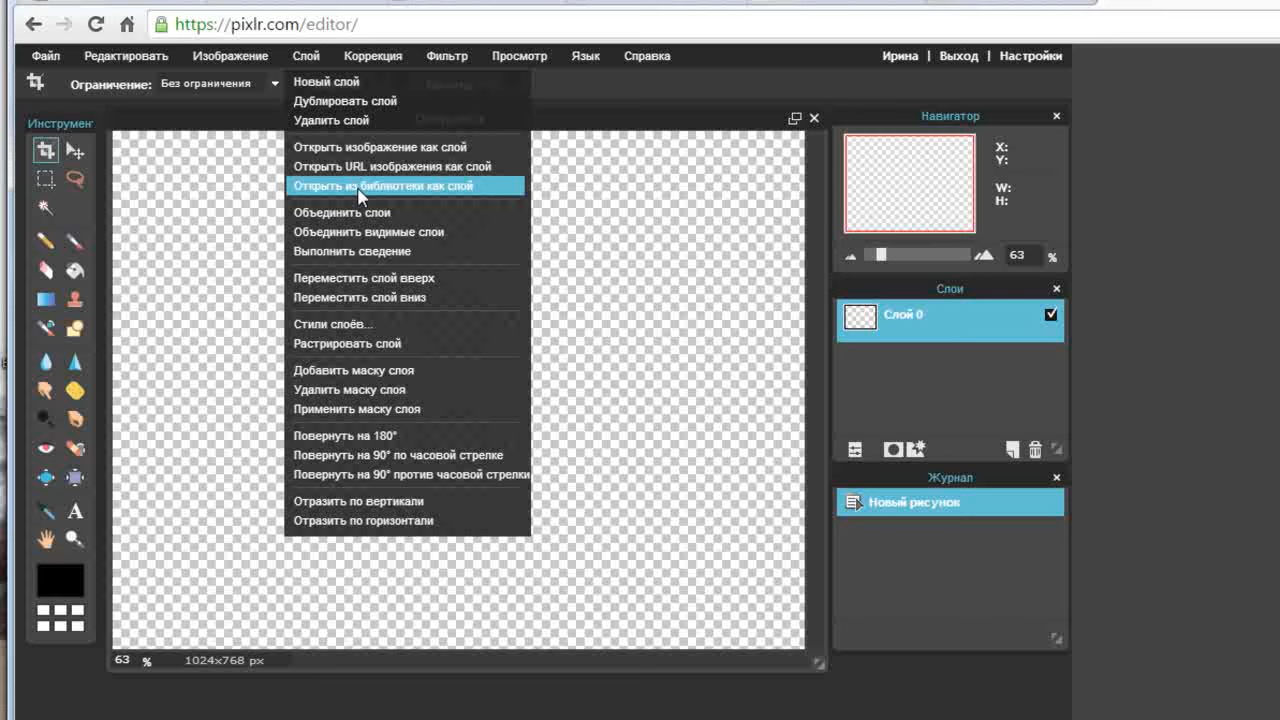 https://pixlr.com/editor/
Файл Редактировать Изображение Слой Коррекция Фильтр Просмотр Язык Справка Ирина | Выход | Настройки
Ограничение: Без ограничения
Инструмент
Новый слой
Дублировать слой
Удалить слой
Открыть изображение как слой
Открыть URL изображения как слой
Открыть из библиотеки как слой
Объединить слои
Объединить видимые слои
Выполнить сведение
Переместить слой вверх
Переместить слой вниз
Стили слоёв...
Растрировать слой
Добавить маску слоя
Удалить маску слоя
Применить маску слоя
Повернуть на 180°
Повернуть на 90° по часовой стрелке
Повернуть на 90° против часовой стрелки
Отразить по вертикали
Отразить по горизонтали
A
63 % 1024x768 px
Навигатор
X:
Y:
W:
H:
63 %
Слои
Слой 0
Журнал
Новый рисунок